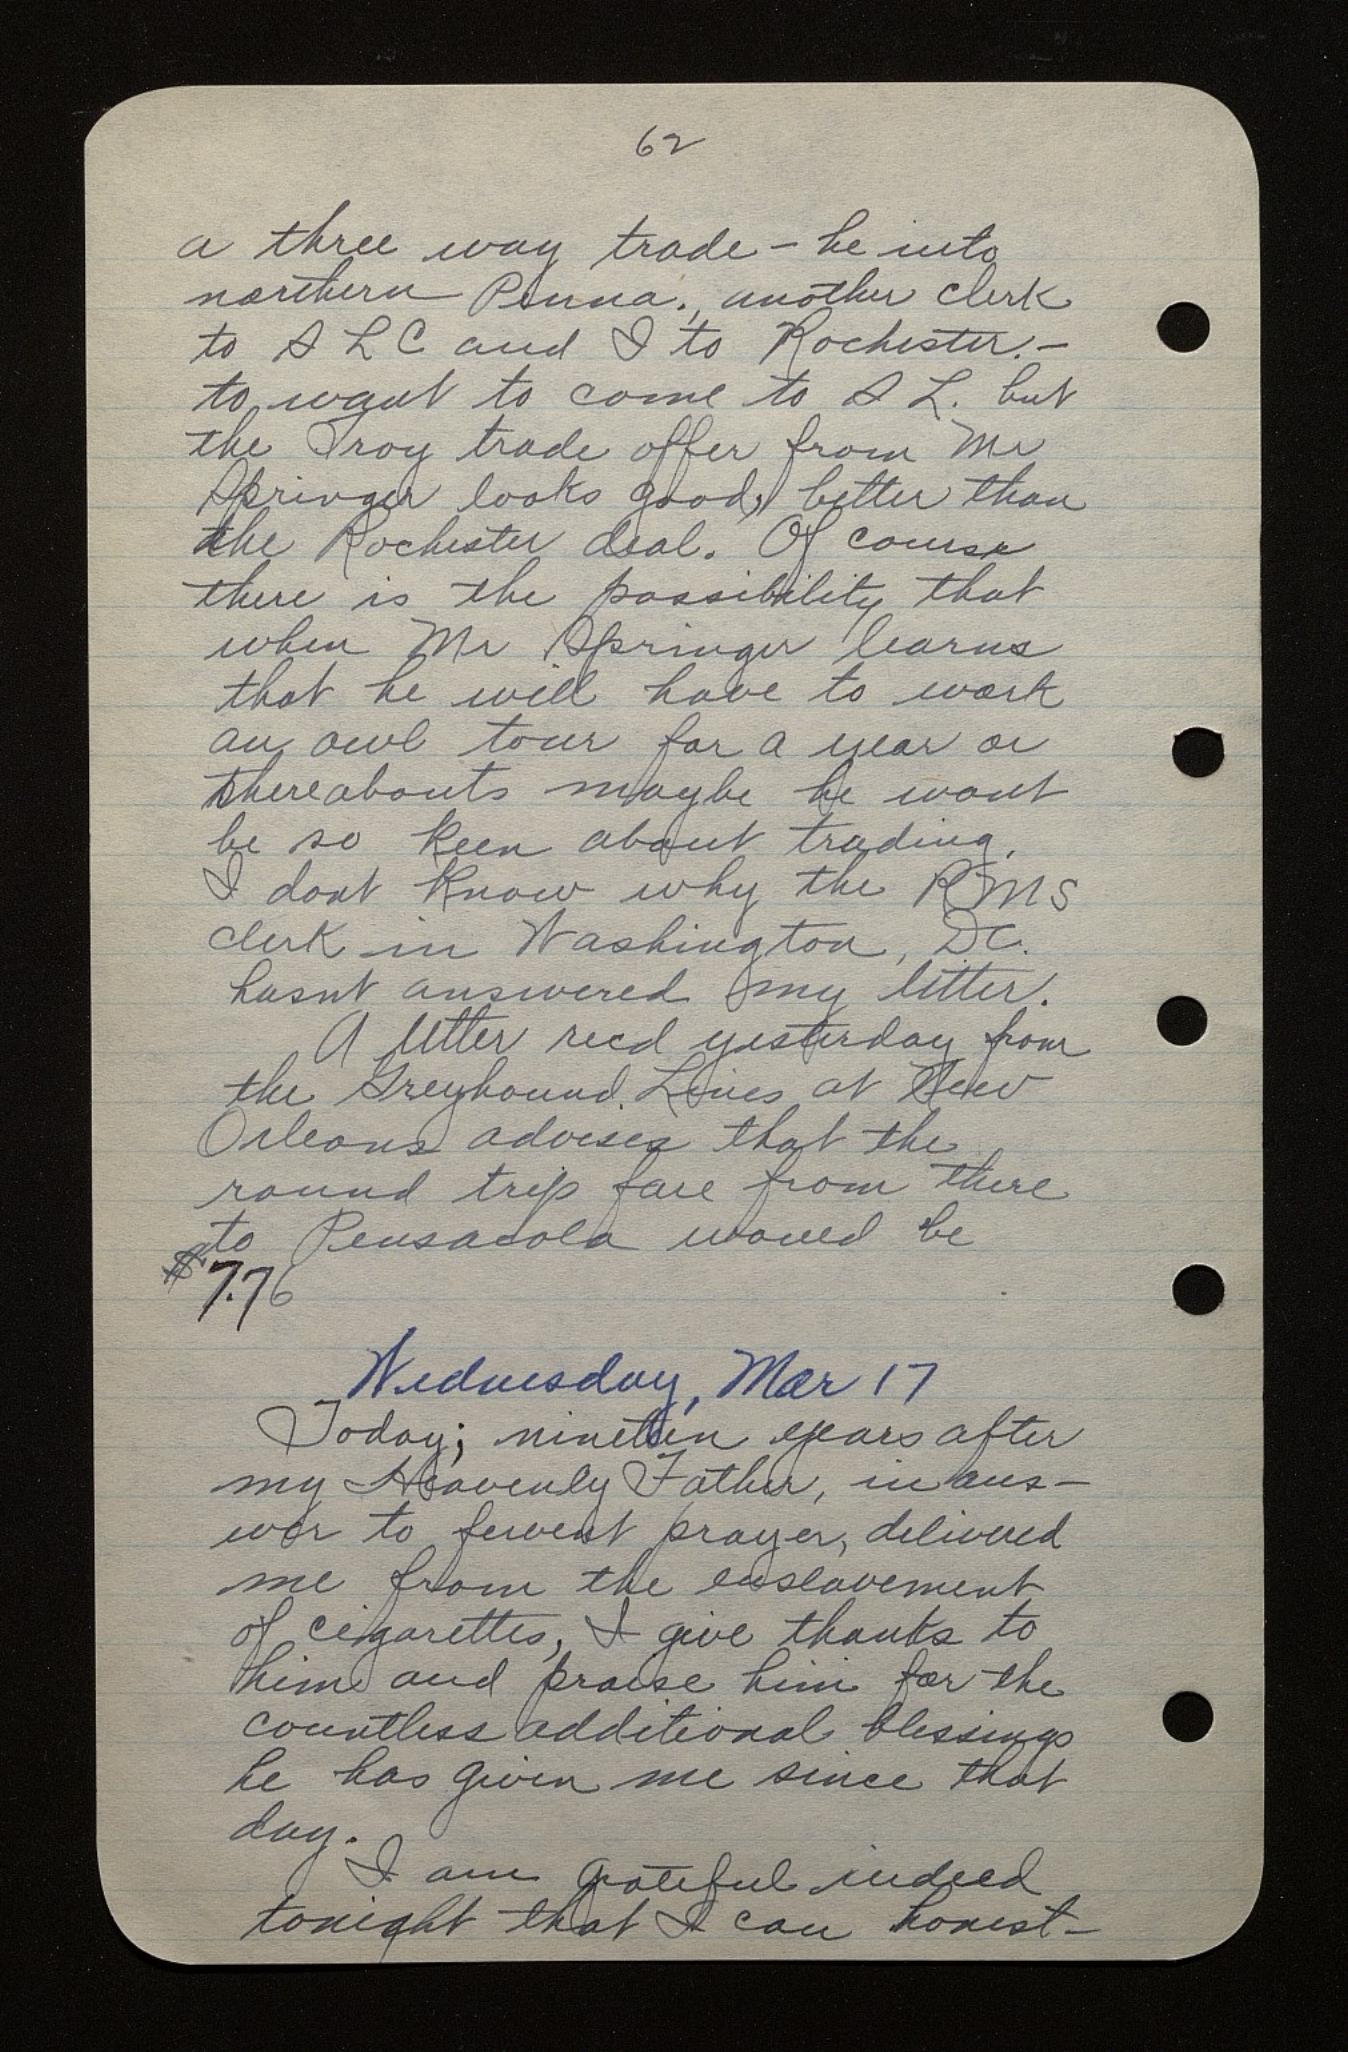 62
a three way trade - he into
northern Penna., another clerk
to S L C and I to Rochester. -
to want to come to S L. but
the Troy trade offer from Mr
Springer looks good, better than
the Rochester deal. Of course
there is the possibility that
when Mr Springer learns
that he will have to work
an owl tour for a year or
thereabouts maybe he wont
be so keen about trading.
I dont know why the R M S
clerk in Washington, D.C.
hasnt answered my letter.
A letter recd yesterday from
the Greyhound Lines at New
Orleans advises that the
round trip fare from there
to Pensacola would be
$7.76
Wednesday, Mar 17
Today; nineteen years after
my Heavenly Father, in ans-
wer to fervent prayer, delivered
me from the enslavement
of cigarettes, I give thanks to
him and praise him for the
countless additional blessings
he has given me since that
day.
I am grateful indeed
tonight that I can honest-